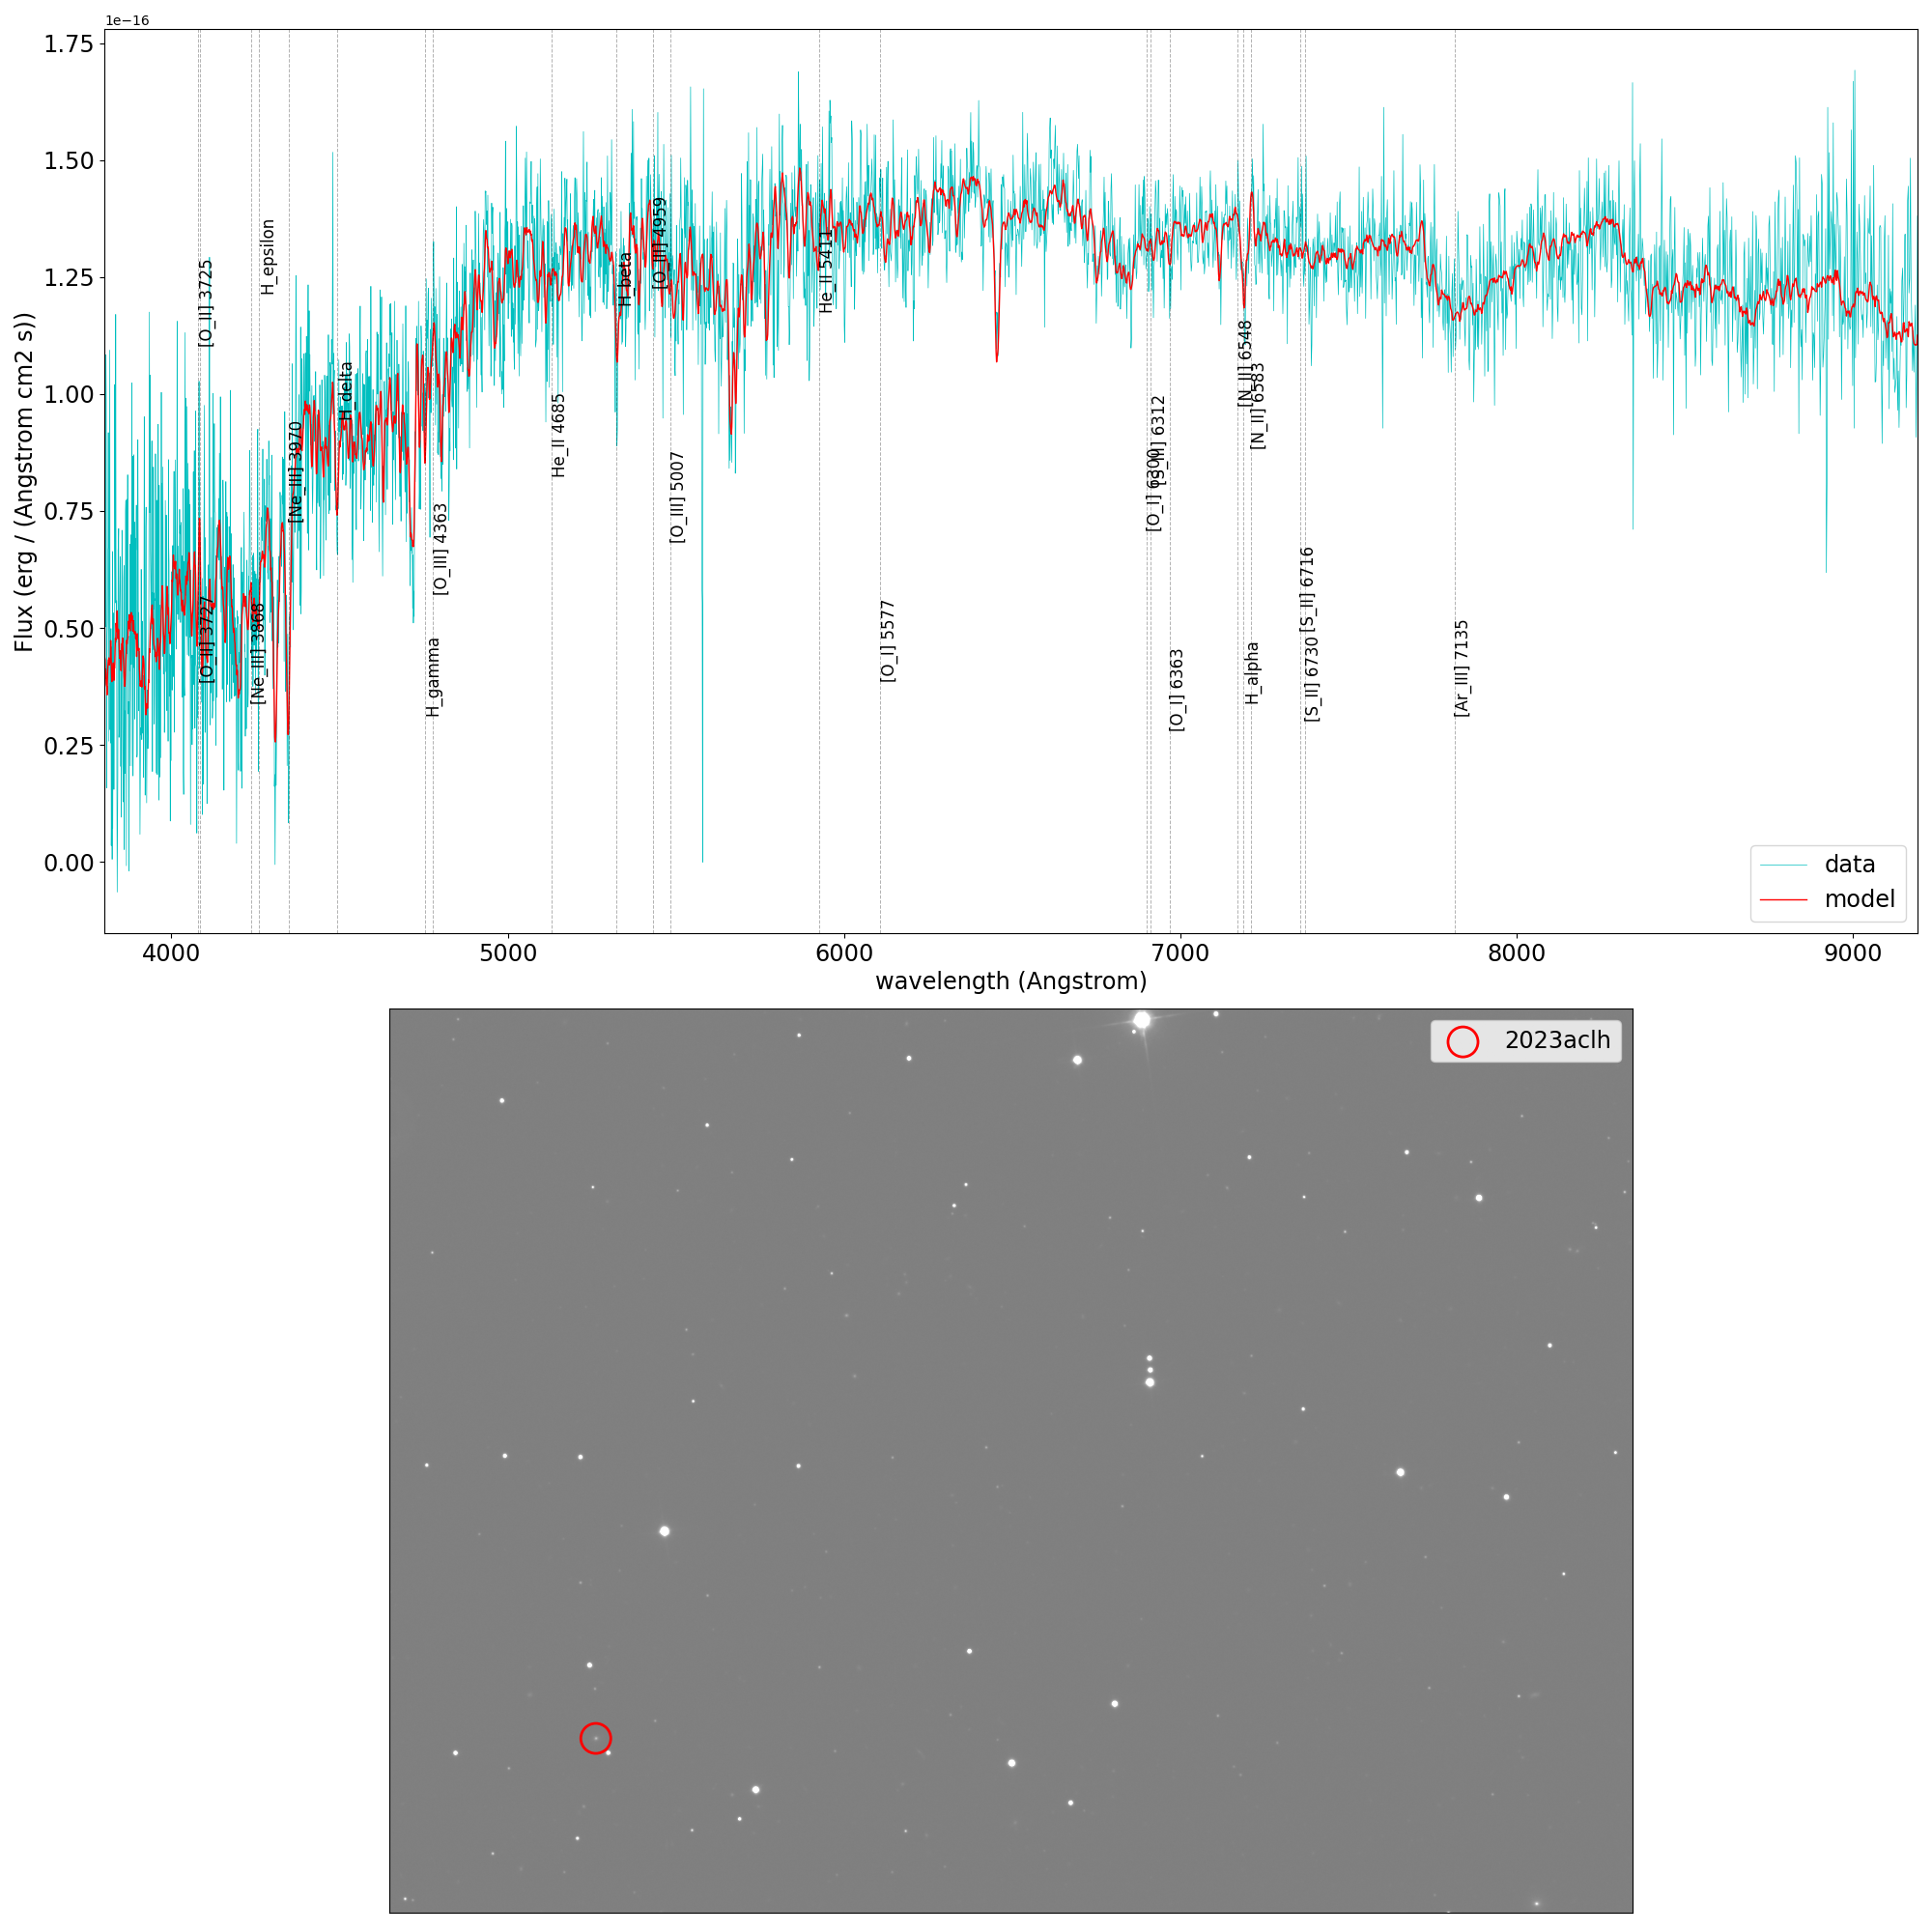 1e−16
1.75
1.50
1.25
1.00
0.75
0.50
0.25
0.00
Flux (erg / (Angstrom cm2 s))
[O_II] 3725
[O_II] 3727
[Ne_III] 3868
H_epsilon
[Ne_III] 3970
H_delta
H_gamma
[O_III] 4363
He_II 4685
H_beta
[O_III] 4959
[O_III] 5007
He_II 5411
[O_I] 5577
[O_I] 6300
[S_III] 6312
[O_I] 6363
[N_II] 6548
H_alpha
[N_II] 6583
[S_II] 6716
[S_II] 6730
[Ar_III] 7135
data
model
4000 5000 6000 7000 8000 9000
wavelength (Angstrom)
2023aclh